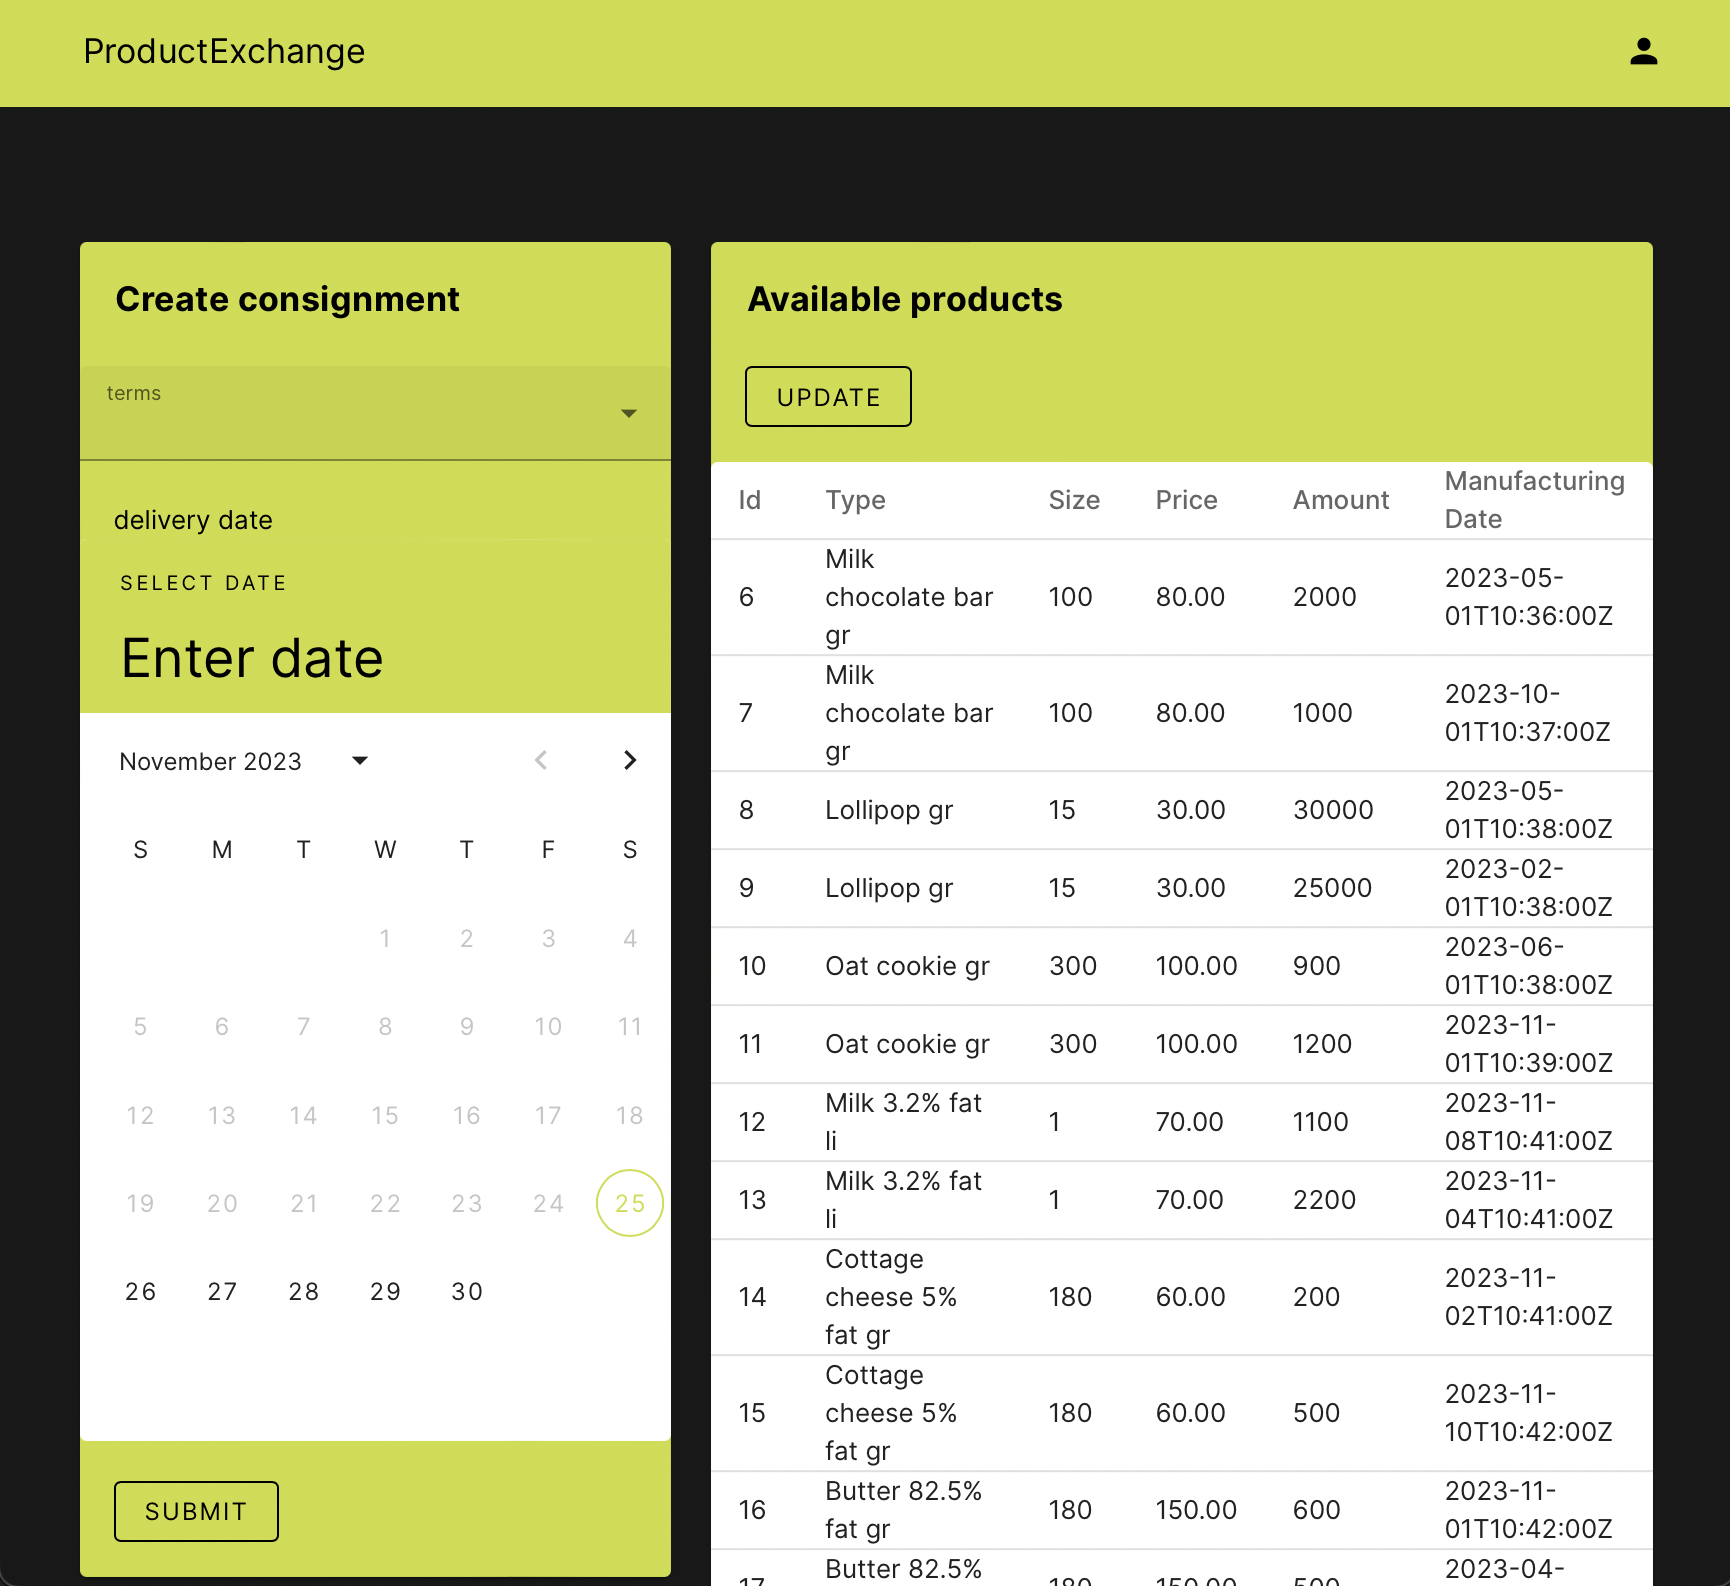 ProductExchange
Create consignment
terms
delivery date
SELECT DATE
Enter date
November 2023
S M T W T F S
1 2 3 4
5 6 7 8 9 10 11
12 13 14 15 16 17 18
19 20 21 22 23 24 25
26 27 28 29 30
SUBMIT
Available products
UPDATE
Id Type Size Price Amount Manufacturing
Date
Milk
chocolate bar
gr
6 100 80.00 2000
2023-05-
01T10:36:00Z
Milk
chocolate bar
gr
7 100 80.00 1000
2023-10-
01T10:37:00Z
8 Lollipop gr 15 30.00 30000
2023-05-
01T10:38:00Z
9 Lollipop gr 15 30.00 25000
2023-02-
01T10:38:00Z
10 Oat cookie gr 300 100.00 900
2023-06-
01T10:38:00Z
11 Oat cookie gr 300 100.00 1200
2023-11-
01T10:39:00Z
Milk 3.2% fat
li
12 1 70.00 1100
2023-11-
08T10:41:00Z
Milk 3.2% fat
li
13 1 70.00 2200
2023-11-
04T10:41:00Z
Cottage
cheese 5%
fat gr
14 180 60.00 200
2023-11-
02T10:41:00Z
Cottage
cheese 5%
fat gr
15 180 60.00 500
2023-11-
10T10:42:00Z
Butter 82.5%
fat gr
16 180 150.00 600
2023-11-
01T10:42:00Z
Butter 82.5%
17 180 150.00 500
2023-04-